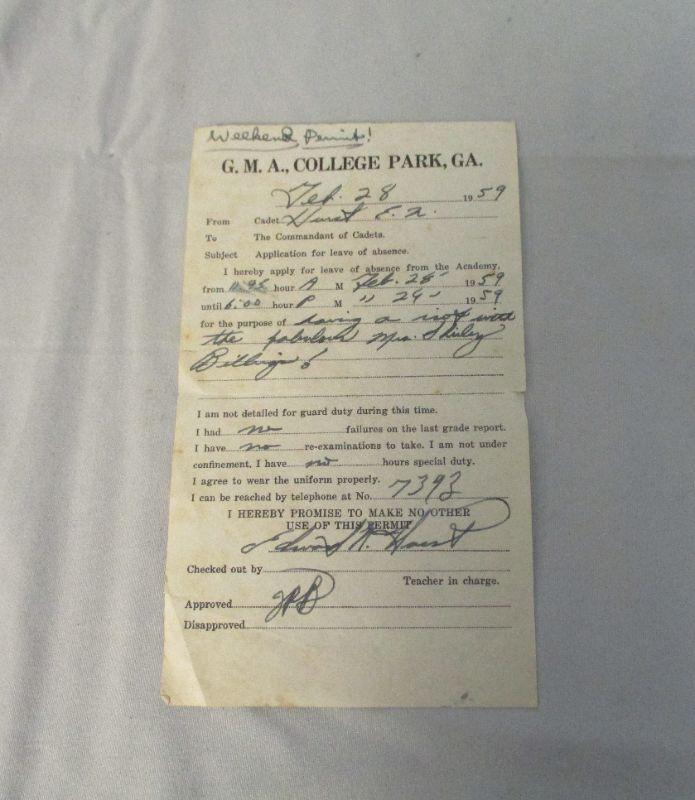 Weekend Permit!
G. M. A., COLLEGE PARK, GA.
Feb. 28 1959
From Cadet Hurst E. N.
To The Commandant of Cadets.
Subject Application for leave of absence.
I hereby apply for leave of absence from the Academy,
from hour A M Feb. 28 1959
until 6:00 hour P M " 1959
for the purpose of having a with
the fabulous Mrs. Shirley
Billings!
I am not detailed for guard duty during this time.
I had no failures on the last grade report.
I have no re-examinations to take. I am not under
confinement. I have no hours special duty.
I agree to wear the uniform properly.
I can be reached by telephone at No. 7393
I HEREBY PROMISE TO MAKE NO OTHER
USE OF THIS PERMIT
Edward N. Hurst
Checked out by
Teacher in charge.
Approved
Disapproved